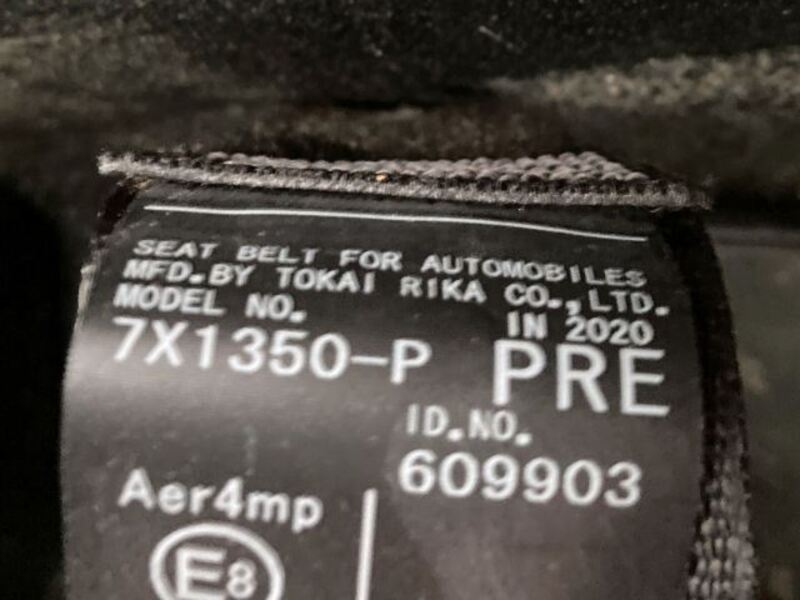 SEAT BELT FOR AUTOMOBILES
MFD.BY TOKAI RIKA CO.,LTD.
MODEL NO. IN 2020
7X1350-P PRE
ID.NO.
609903
Aer4mp
E8